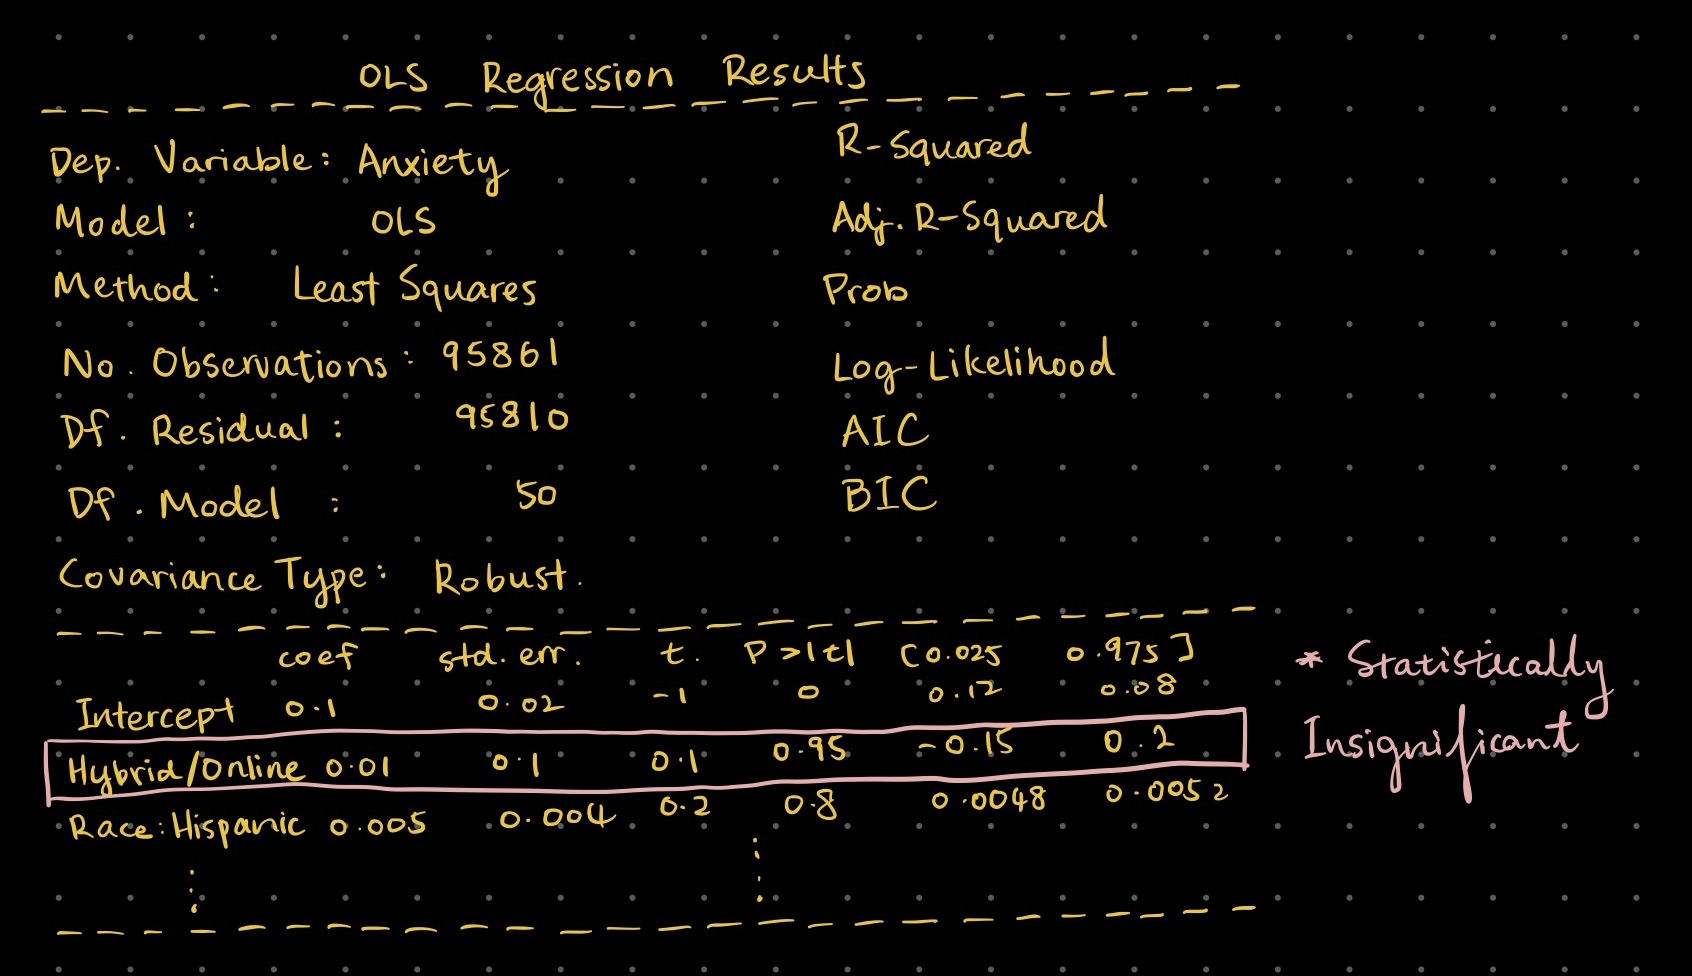 OLS Regression Results
Dep. Variable: Anxiety R-Squared
Model: OLS Adj. R-Squared
Method: Least Squares Prob
No. Observations: 95861 Log-Likelihood
Df. Residual: 95810 AIC
Df. Model: 50 BIC
Covariance Type: Robust.
coef std. err. t. P>|t| [0.025 0.975]
Intercept 0.1 0.02 -1 0 0.12 0.08
Hybrid/Online 0.01 0.1 0.1 0.95 -0.15 0.2
Race: Hispanic 0.005 0.004 0.2 0.8 0.0048 0.0052
* Statistically
Insignificant